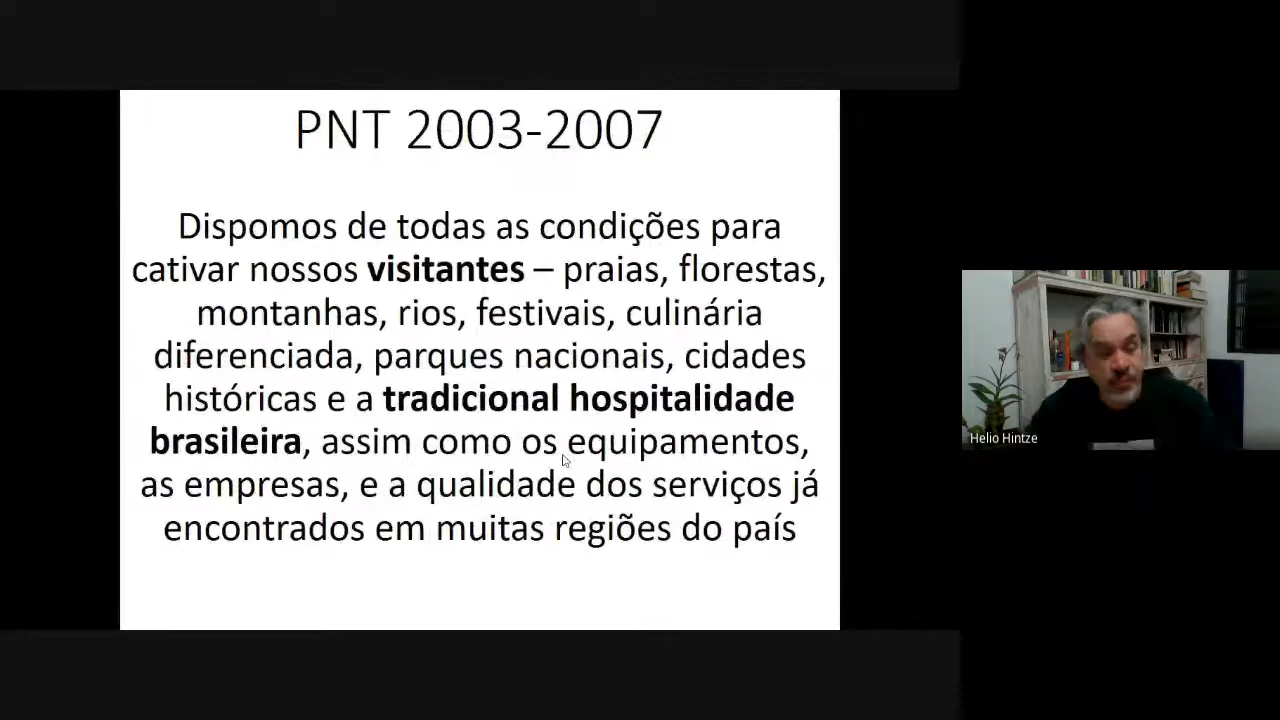 PNT 2003-2007
Dispomos de todas as condições para
cativar nossos visitantes – praias, florestas,
montanhas, rios, festivais, culinária
diferenciada, parques nacionais, cidades
históricas e a tradicional hospitalidade
brasileira, assim como os equipamentos,
as empresas, e a qualidade dos serviços já
encontrados em muitas regiões do país
Helio Hintze